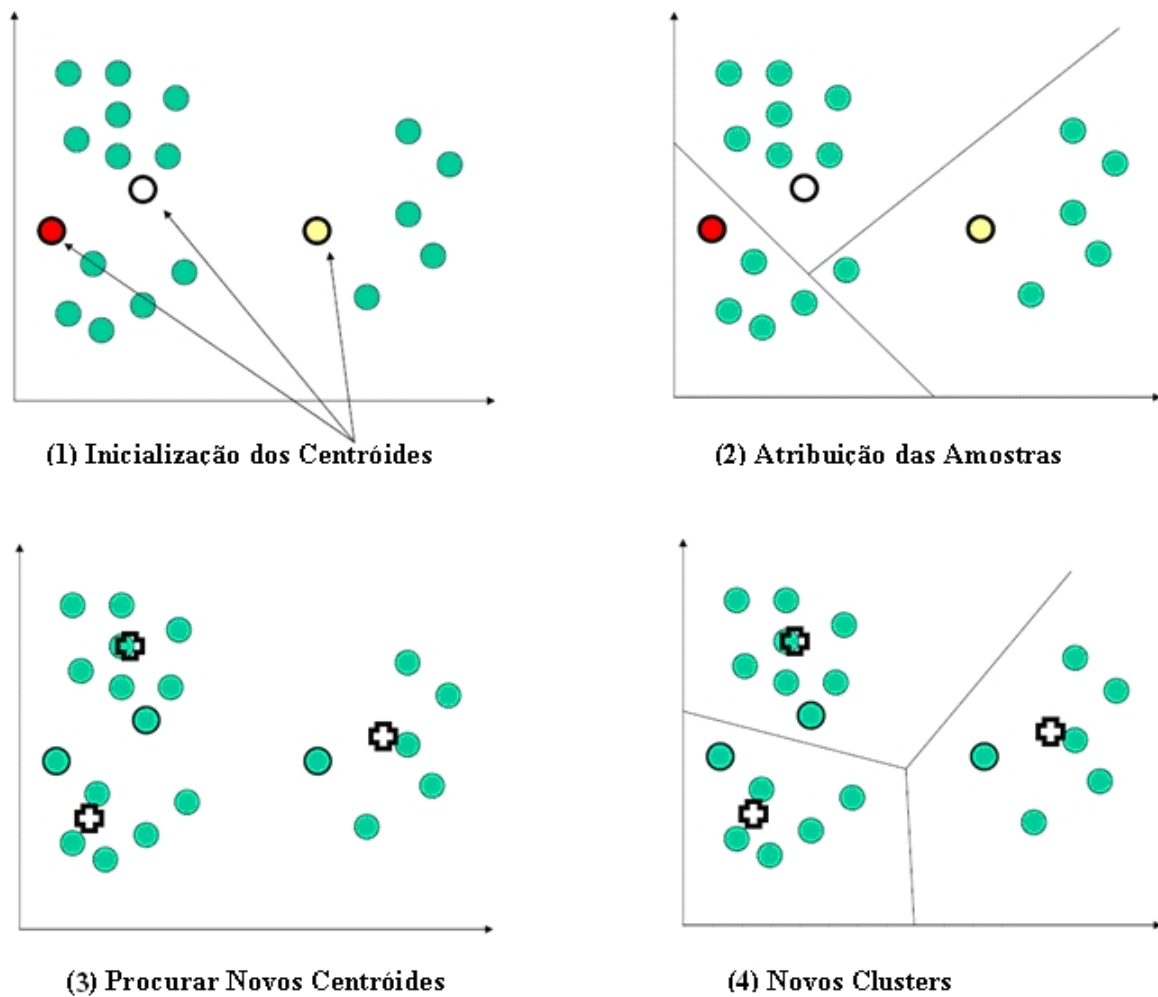 (1) Inicialização dos Centróides
(2) Atribuição das Amostras
(3) Procurar Novos Centróides
(4) Novos Clusters